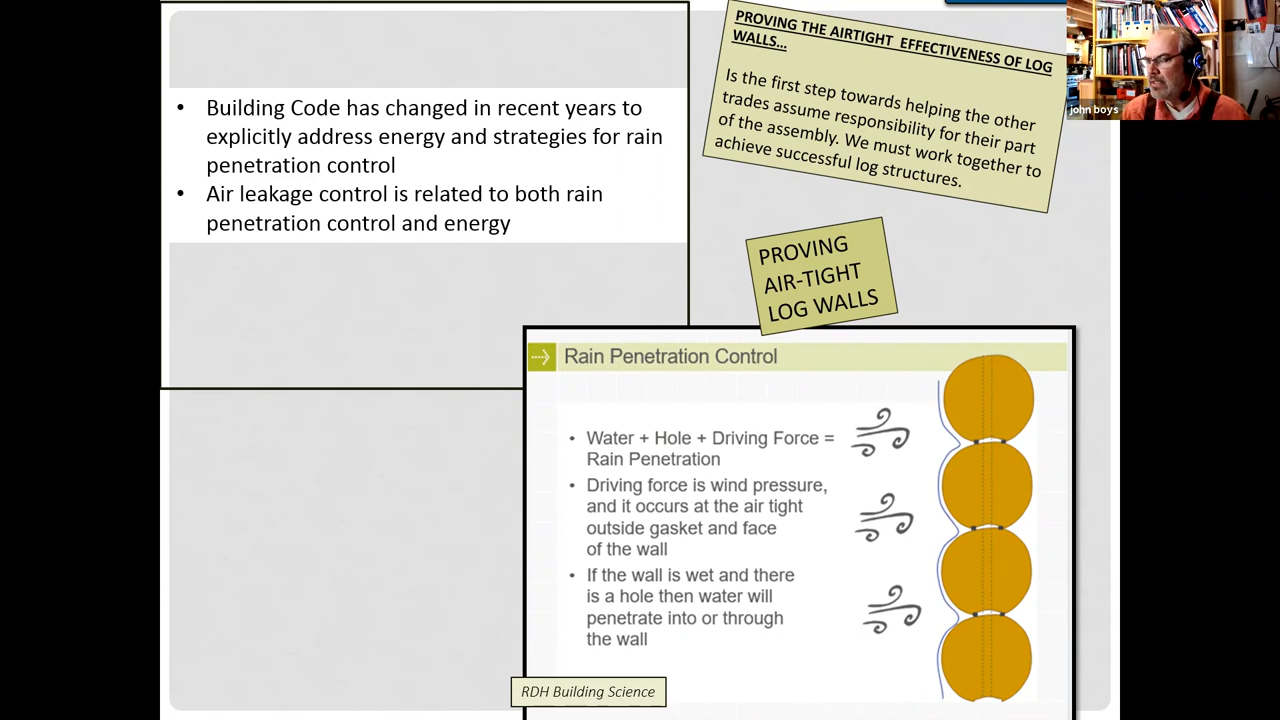 • Building Code has changed in recent years to
explicitly address energy and strategies for rain
penetration control
• Air leakage control is related to both rain
penetration control and energy
PROVING THE AIRTIGHT EFFECTIVENESS OF LOG
WALLS...
Is the first step towards helping the other
trades assume responsibility for their part
of the assembly. We must work together to
achieve successful log structures.
john boys
PROVING
AIR-TIGHT
LOG WALLS
Rain Penetration Control
• Water + Hole + Driving Force =
Rain Penetration
• Driving force is wind pressure,
and it occurs at the air tight
outside gasket and face
of the wall
• If the wall is wet and there
is a hole then water will
penetrate into or through
the wall
RDH Building Science